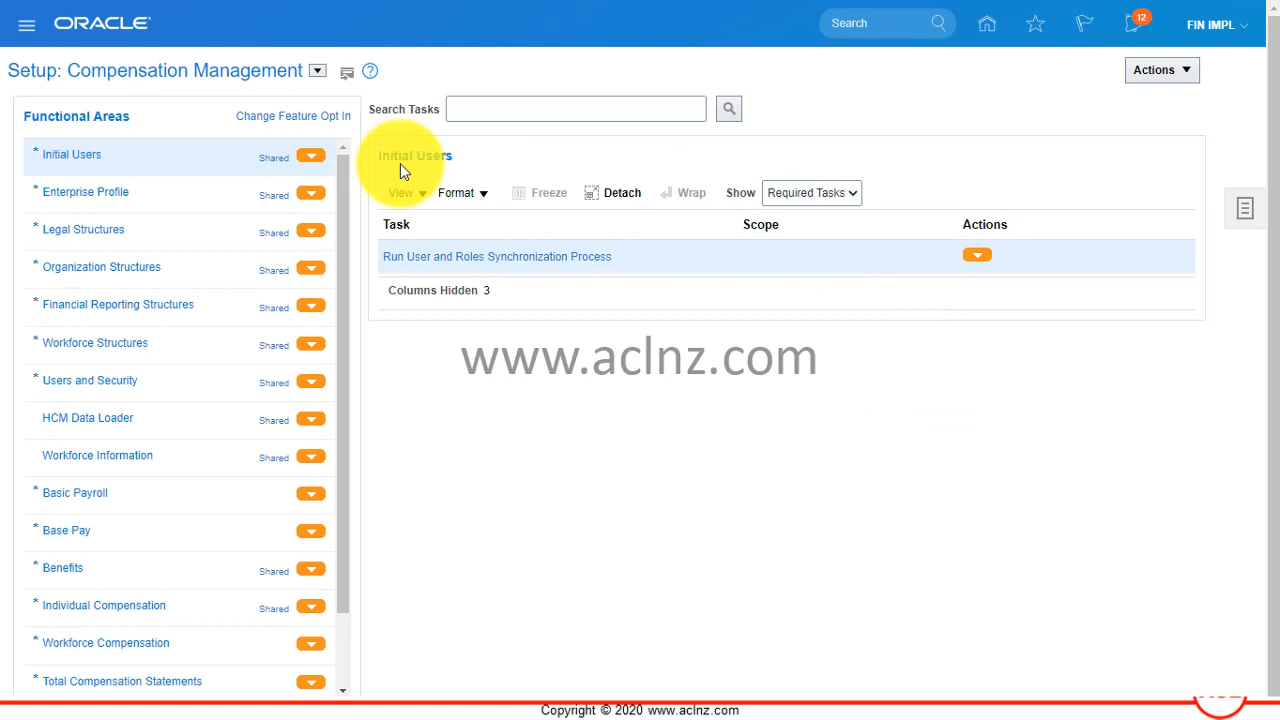 ORACLE
Search
12
FIN IMPL
Setup: Compensation Management
Actions
Functional Areas
Change Feature Opt In
Search Tasks
* Initial Users Shared
* Enterprise Profile Shared
* Legal Structures Shared
* Organization Structures Shared
* Financial Reporting Structures Shared
* Workforce Structures Shared
* Users and Security Shared
HCM Data Loader Shared
Workforce Information Shared
* Basic Payroll
* Base Pay
* Benefits Shared
* Individual Compensation Shared
* Workforce Compensation
* Total Compensation Statements
Initial Users
View Format Freeze Detach Wrap Show Required Tasks
Task Scope Actions
Run User and Roles Synchronization Process
Columns Hidden 3
www.aclnz.com
Copyright © 2020 www.aclnz.com